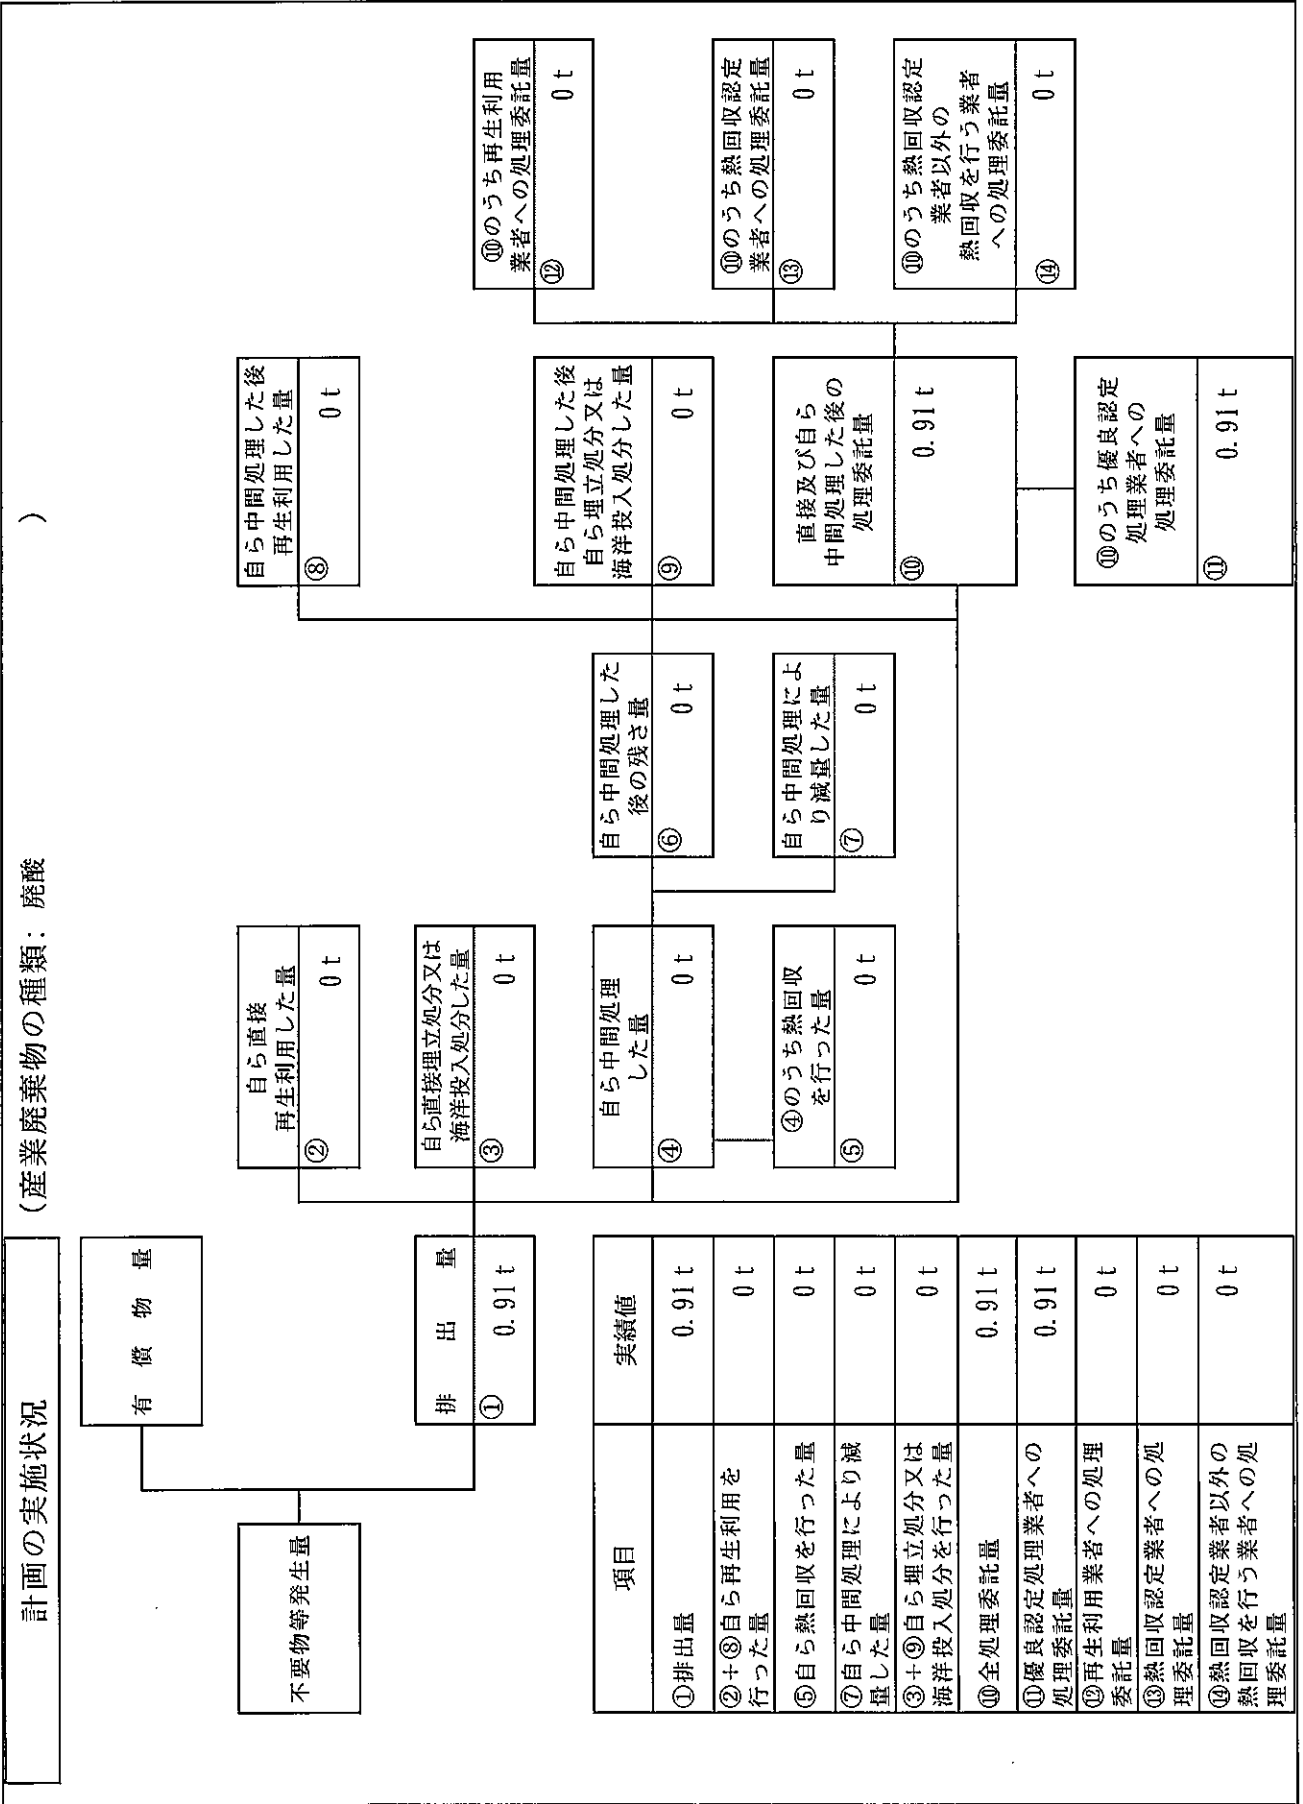 計画の実施状況
(産業廃棄物の種類: 廃酸 )
不要物等発生量
有償物量
排出量
① 0.91t
自ら直接
再生利用した量
② 0t
自ら直接埋立処分又は
海洋投入処分した量
③ 0t
自ら中間処理
した量
④ 0t
④のうち熱回収
を行った量
⑤ 0t
自ら中間処理した
後の残さ量
⑥ 0t
自ら中間処理によ
り減量した量
⑦ 0t
自ら中間処理した後
再生利用した量
⑧ 0t
自ら中間処理した後
自ら埋立処分又は
海洋投入処分した量
⑨ 0t
直接及び自ら
中間処理した後の
処理委託量
⑩ 0.91t
⑩のうち優良認定
処理業者への
処理委託量
⑪ 0.91t
⑩のうち再生利用
業者への処理委託量
⑫ 0t
⑩のうち熱回収認定
業者への処理委託量
⑬ 0t
⑩のうち熱回収認定
業者以外の
熱回収を行う業者
への処理委託量
⑭ 0t
項目 実績値
①排出量 0.91t
②+⑧自ら再生利用を
行った量 0t
⑤自ら熱回収を行った量 0t
⑦自ら中間処理により減
量した量 0t
③+⑨自ら埋立処分又は
海洋投入処分を行った量 0t
⑩全処理委託量 0.91t
⑪優良認定処理業者への
処理委託量 0.91t
⑫再生利用業者への処理
委託量 0t
⑬熱回収認定業者への処
理委託量 0t
⑭熱回収認定業者以外の
熱回収を行う業者への処
理委託量 0t